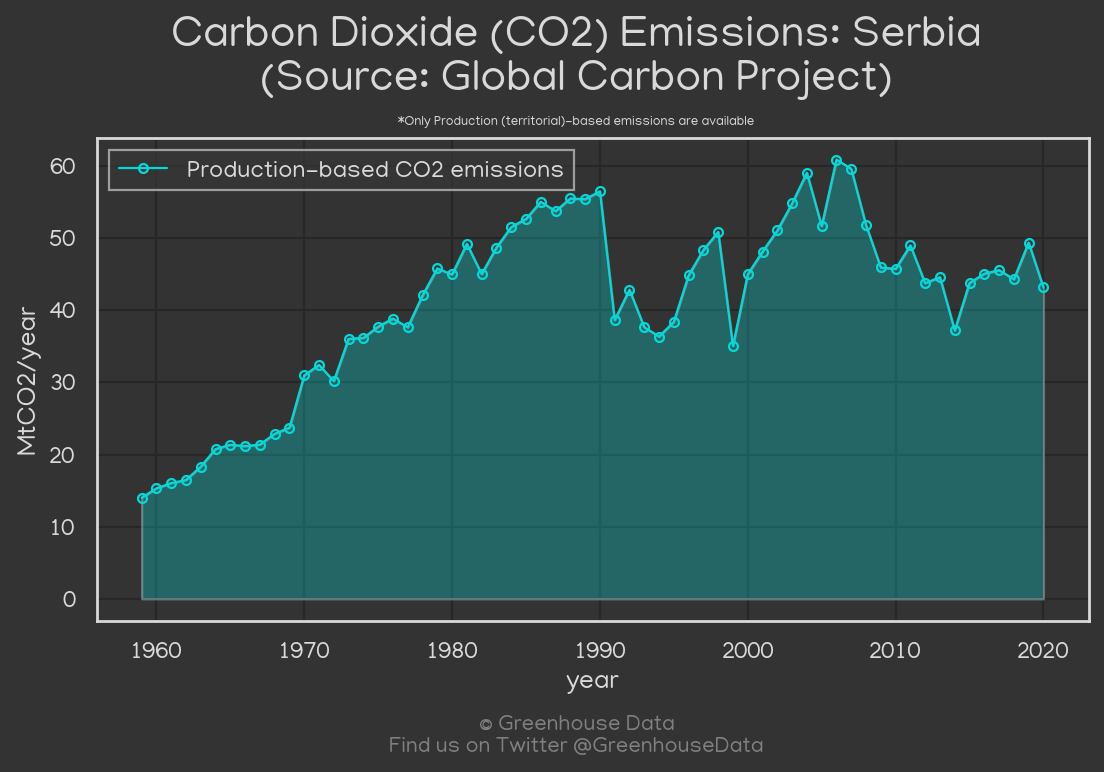 Carbon Dioxide (CO2) Emissions: Serbia
(Source: Global Carbon Project)
*Only Production (territorial)-based emissions are available
Production-based CO2 emissions
60
50
40
30
20
10
0
MtCO2/year
1960 1970 1980 1990 2000 2010 2020
year
© Greenhouse Data
Find us on Twitter @GreenhouseData